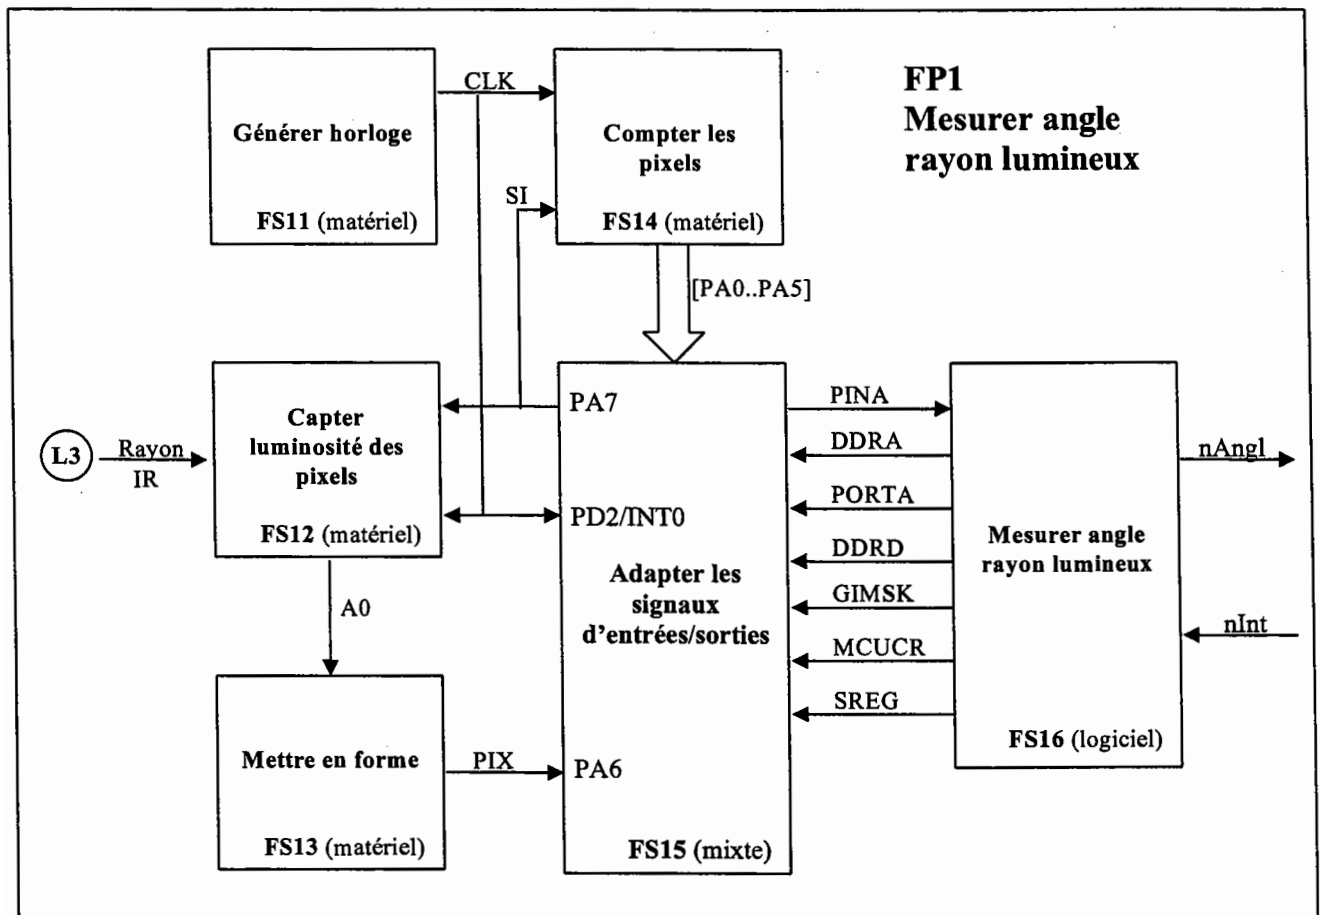 FP1
Mesurer angle
rayon lumineux
Générer horloge
FS11 (matériel)
CLK
SI
Compter les
pixels
FS14 (matériel)
[PA0..PA5]
L3
Rayon
IR
Capter
luminosité des
pixels
FS12 (matériel)
A0
Mettre en forme
FS13 (matériel)
PIX
PA7
PD2/INT0
Adapter les
signaux
d'entrées/sorties
PA6
FS15 (mixte)
PINA
DDRA
PORTA
DDRD
GIMSK
MCUCR
SREG
Mesurer angle
rayon lumineux
FS16 (logiciel)
nAngl
nInt